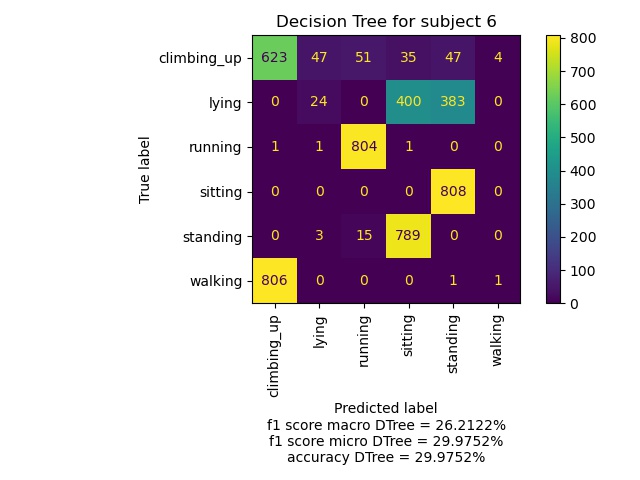 Decision Tree for subject 6
True label
climbing_up 623 47 51 35 47 4
lying 0 24 0 400 383 0
running 1 1 804 1 0 0
sitting 0 0 0 0 808 0
standing 0 3 15 789 0 0
walking 806 0 0 0 1 1
climbing_up lying running sitting standing walking
Predicted label
f1 score macro DTree = 26.2122%
f1 score micro DTree = 29.9752%
accuracy DTree = 29.9752%
800
700
600
500
400
300
200
100
0